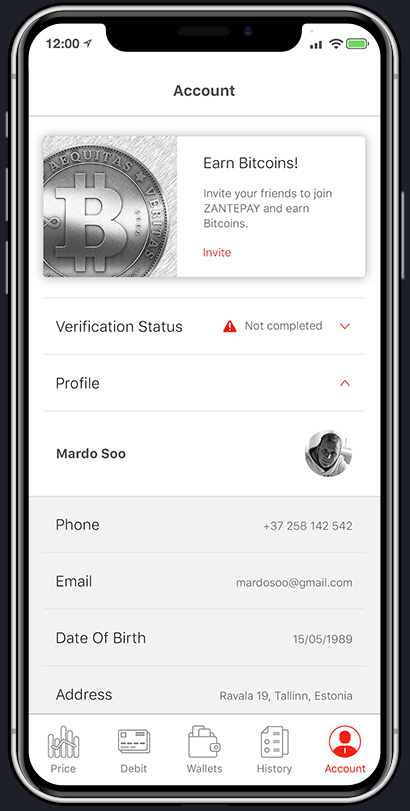 12:00
Account
AEQUITAS VERITAS
B
Earn Bitcoins!
Invite your friends to join
ZANTEPAY and earn
Bitcoins.
Invite
Verification Status Not completed
Profile
Mardo Soo
Phone +37 258 142 542
Email mardosoo@gmail.com
Date Of Birth 15/05/1989
Address Ravala 19, Tallinn, Estonia
Price Debit Wallets History Account